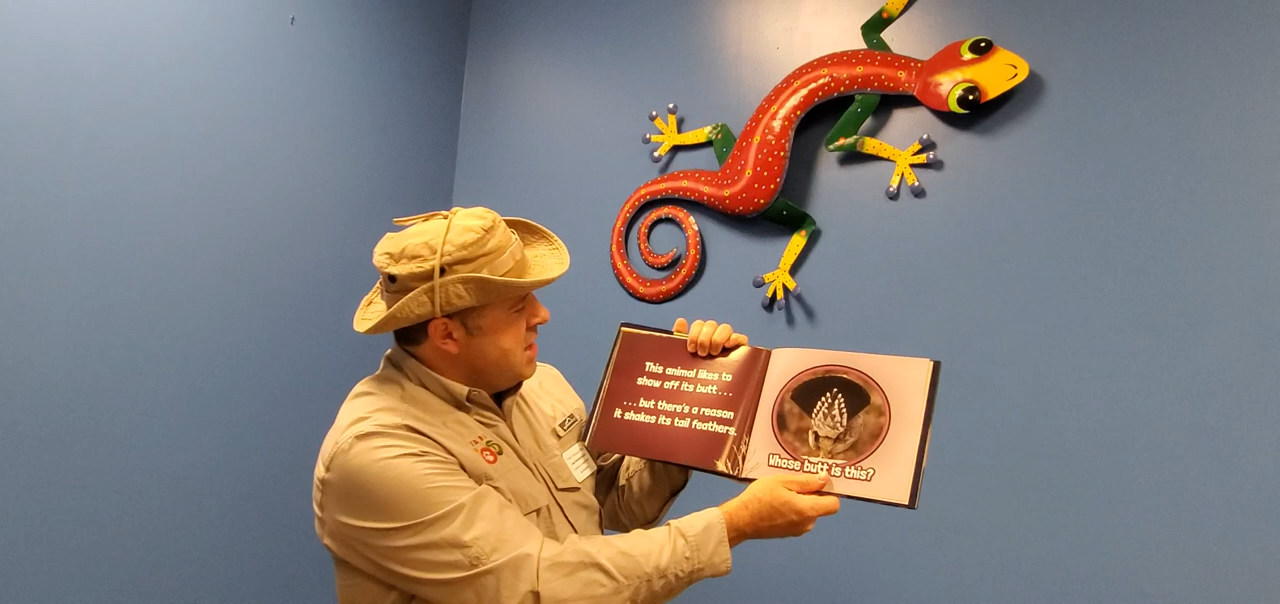 This animal likes to
show off its butt...
...but there's a reason
it shakes its tail feathers.
Whose butt is this?